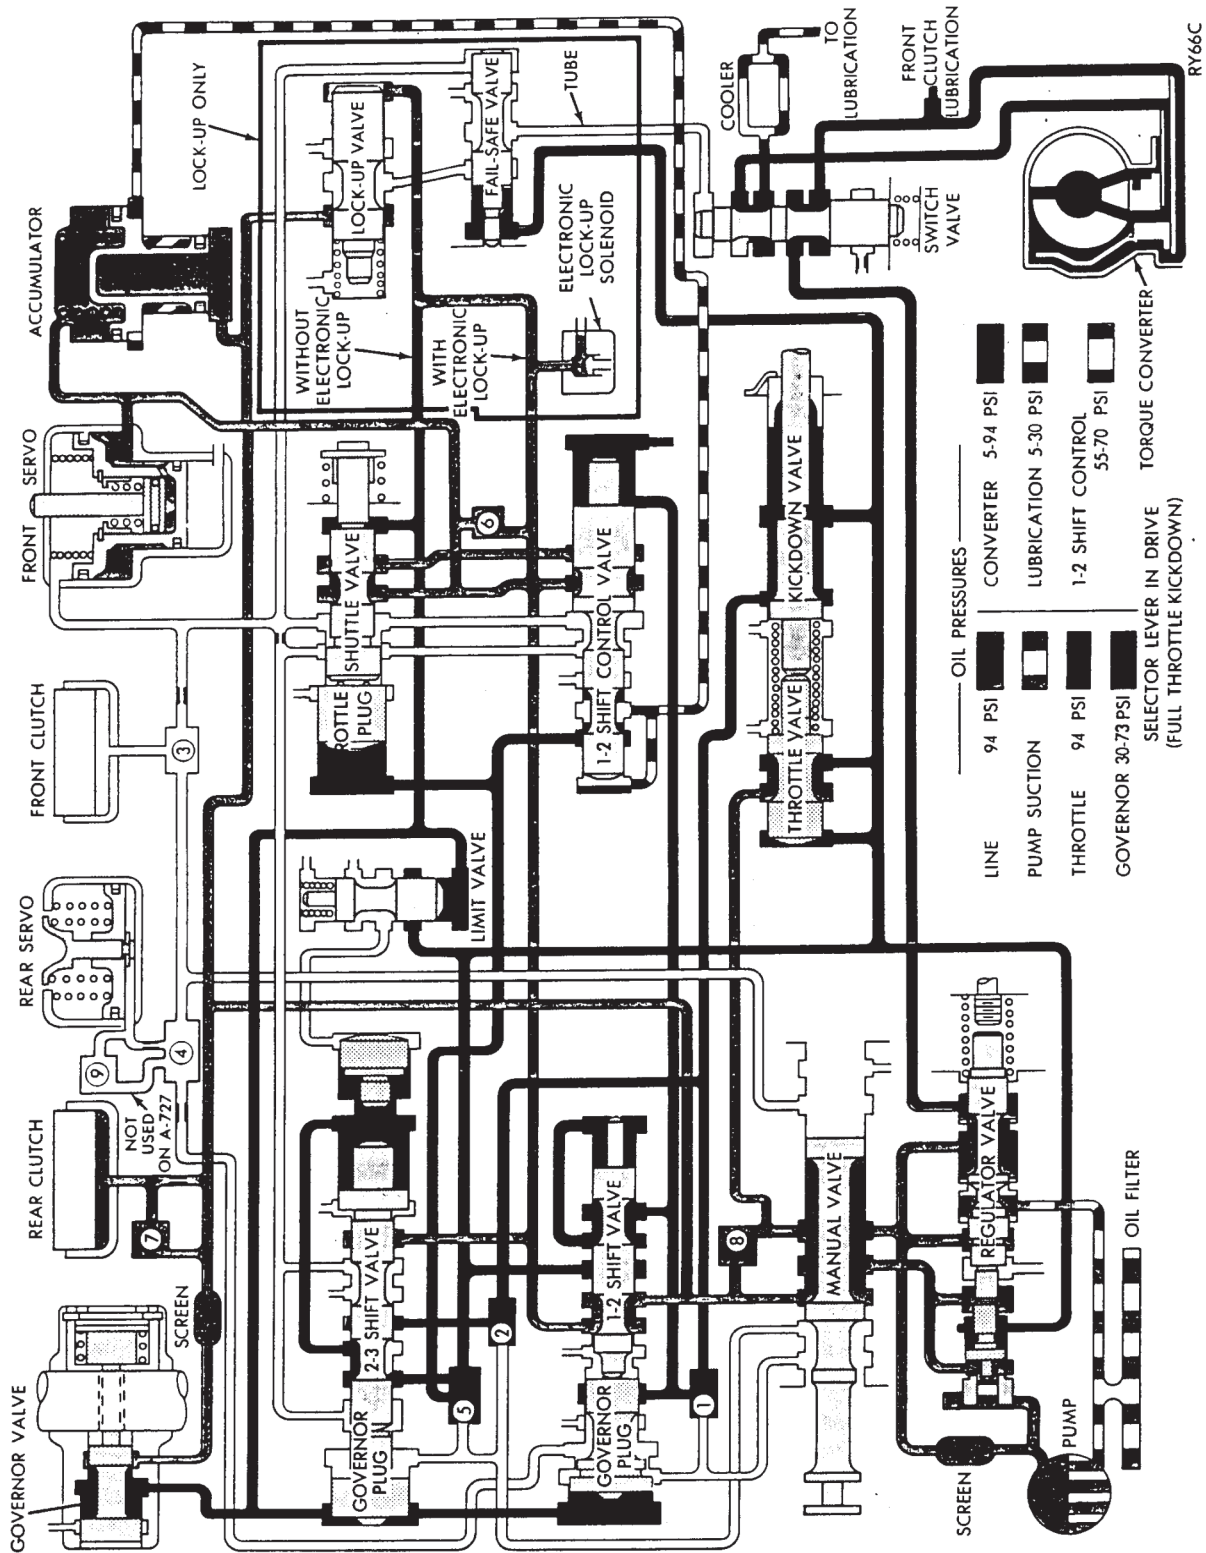 GOVERNOR VALVE
SCREEN
REAR CLUTCH
7
NOT
USED
ON A-727
9
4
REAR SERVO
FRONT CLUTCH
3
FRONT SERVO
ACCUMULATOR
LOCK-UP ONLY
GOVERNOR
PLUG
2-3 SHIFT VALVE
5
2
LIMIT VALVE
ROTTLE
PLUG
SHUTTLE VALVE
6
WITHOUT
ELECTRONIC
LOCK-UP
WITH
ELECTRONIC
LOCK-UP
LOCK-UP VALVE
FAIL-SAFE VALVE
TUBE
ELECTRONIC
LOCK-UP
SOLENOID
GOVERNOR
PLUG
1-2 SHIFT VALVE
1
8
1-2 SHIFT CONTROL VALVE
THROTTLE VALVE
KICKDOWN VALVE
COOLER
TO
LUBRICATION
FRONT
CLUTCH
LUBRICATION
SWITCH
VALVE
MANUAL VALVE
REGULATOR VALVE
SCREEN
PUMP
OIL FILTER
OIL PRESSURES
LINE 94 PSI
PUMP SUCTION
THROTTLE 94 PSI
GOVERNOR 30-73 PSI
CONVERTER 5-94 PSI
LUBRICATION 5-30 PSI
1-2 SHIFT CONTROL
55-70 PSI
SELECTOR LEVER IN DRIVE
(FULL THROTTLE KICKDOWN)
TORQUE CONVERTER
RY66C